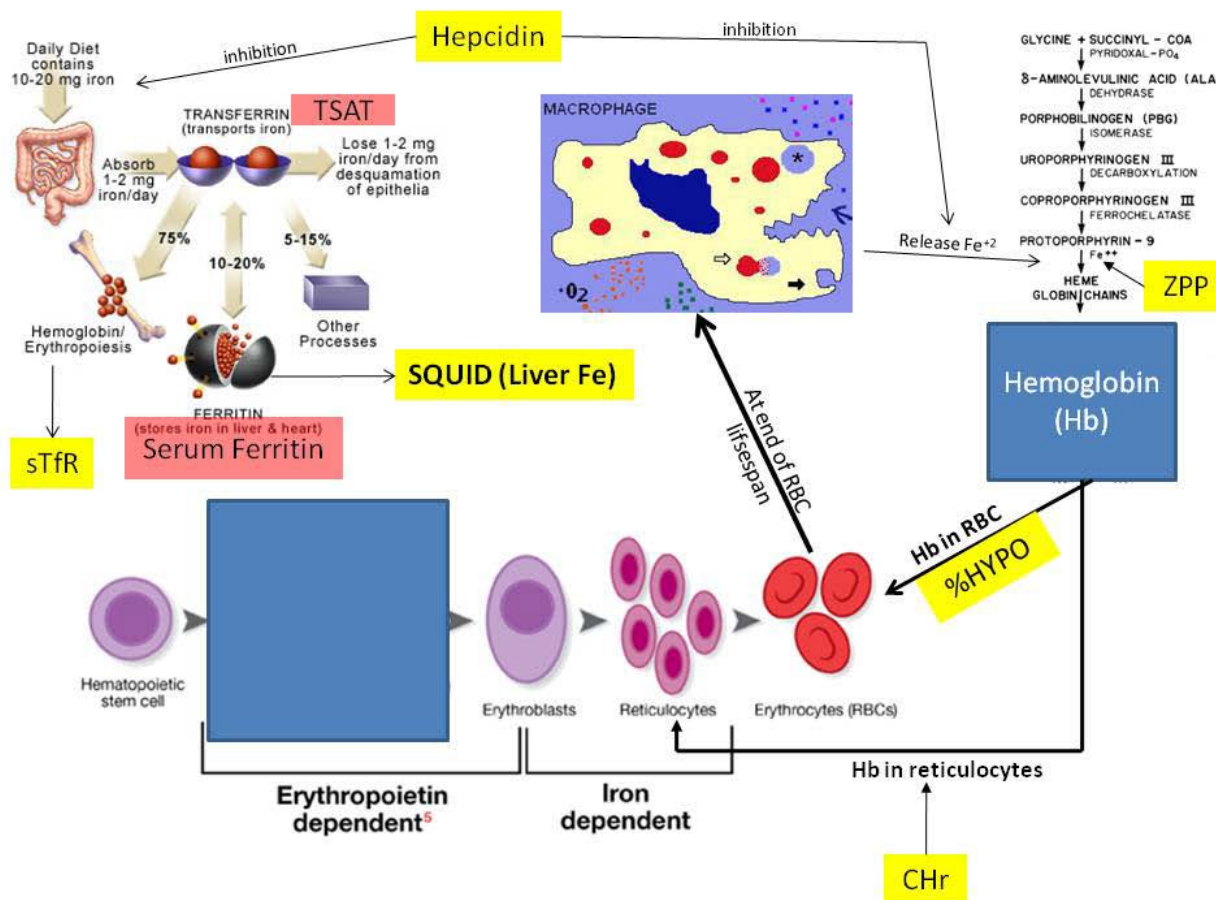 Hepcidin
inhibition
inhibition
Daily Diet
contains
10-20 mg iron
TRANSFERRIN
(transports iron)
TSAT
Absorb
1-2 mg
iron/day
Lose 1-2 mg
iron/day from
desquamation
of epithelia
75%
10-20%
5-15%
Hemoglobin/
Erythropoiesis
Other
Processes
FERRITIN
(stores iron in liver & heart)
Serum Ferritin
SQUID (Liver Fe)
sTfR
MACROPHAGE
*
·O2
Release Fe+2
GLYCINE + SUCCINYL - COA
PYRIDOXAL-PO4
δ-AMINOLEVULINIC ACID (ALA
DEHYDRASE
PORPHOBILINOGEN (PBG)
ISOMERASE
UROPORPHYRINOGEN III
DECARBOXYLATION
COPROPORPHYRINOGEN III
FERROCHELATASE
PROTOPORPHYRIN-9
Fe++
ZPP
HEME
GLOBIN CHAINS
Hemoglobin
(Hb)
At end of RBC
lifsespan
Hb in RBC
%HYPO
Hematopoietic
stem cell
Erythroblasts
Reticulocytes
Erythrocytes (RBCs)
Hb in reticulocytes
Erythropoietin
dependent5
Iron
dependent
CHr